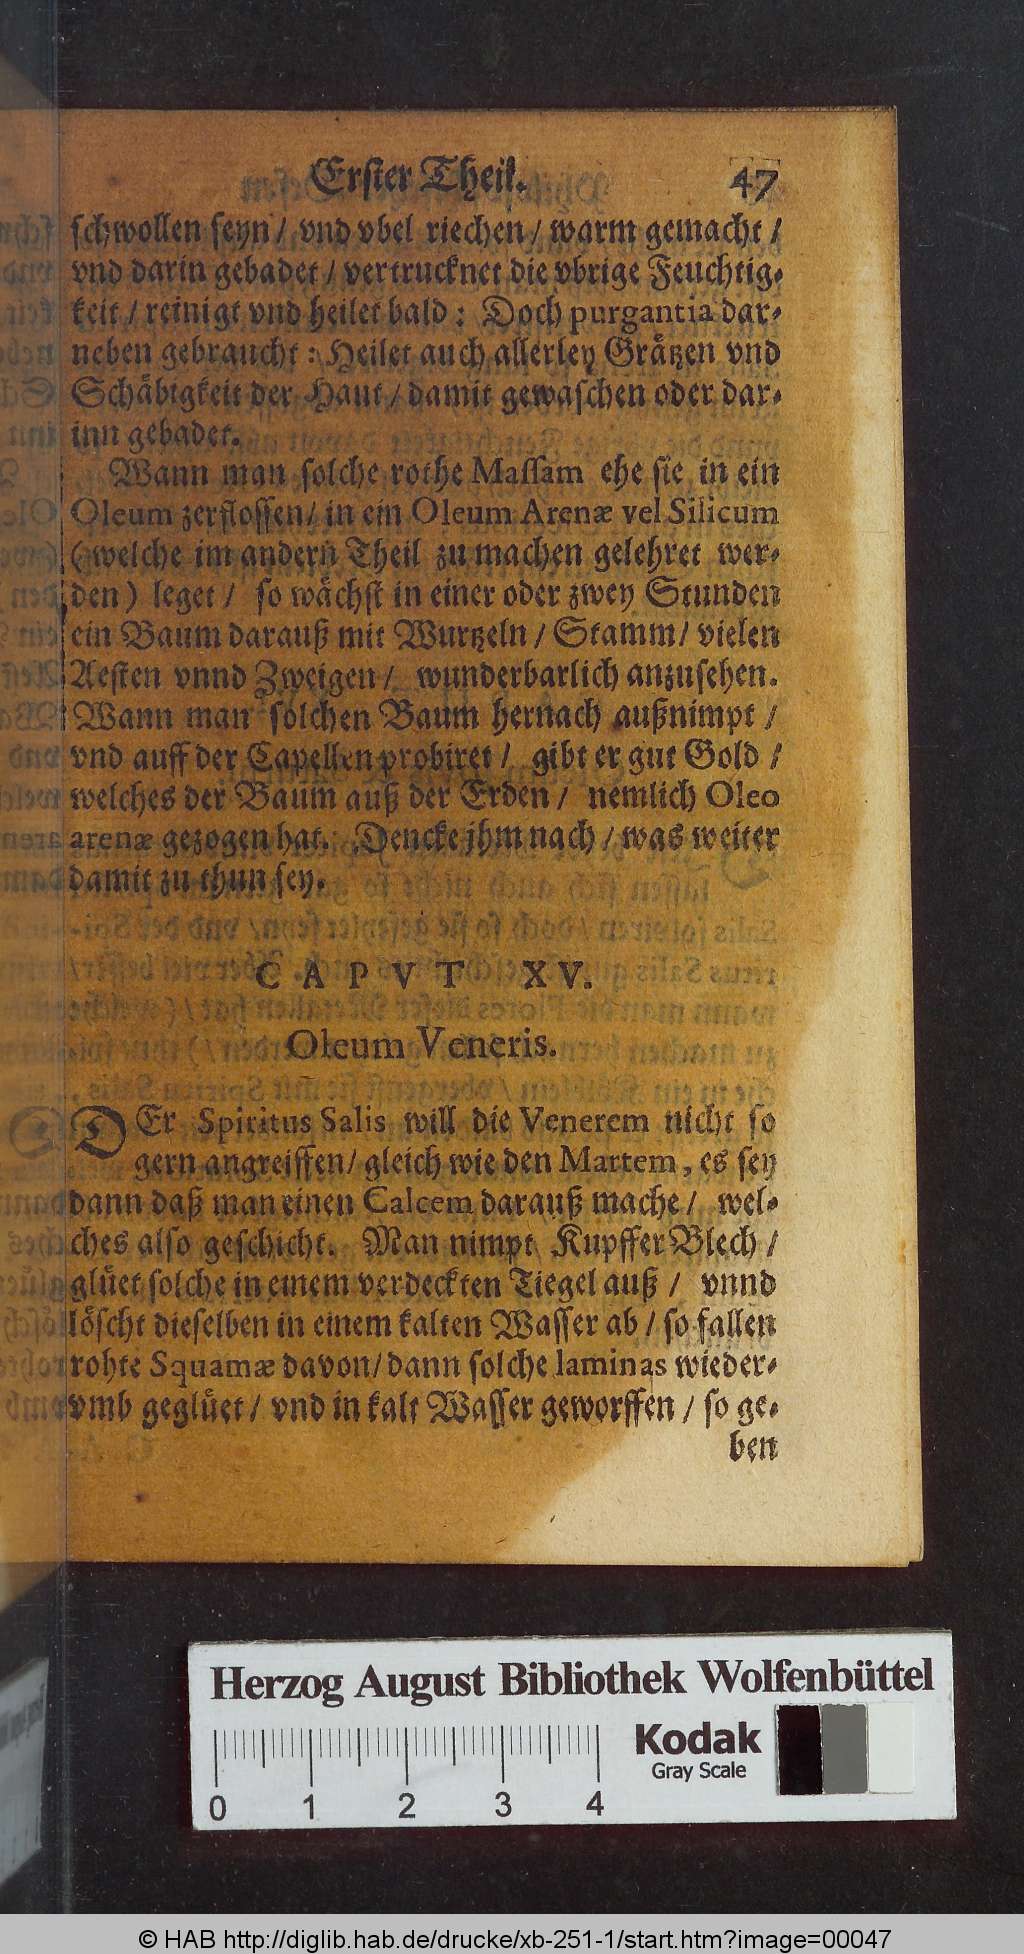 Erster Theil. 47
schwollen seyn / vnd vbel riechen / warm gemacht /
vnd darin gebadet / vertrucknet die vbrige Feuchtig-
keit / reinigt vnd heilet bald : Doch purgantia dar-
neben gebraucht : Heilet auch allerley Grätzen vnd
Schäbigkeit der Haut / damit gewaschen oder dar-
inn gebadet.
Wann man solche rothe Massam ehe sie in ein
Oleum zerflossen / in ein Oleum Arenæ vel Silicum
(welche im andern Theil zu machen gelehret wer-
den) leget / so wächst in einer oder zwey Stunden
ein Baum darauß mit Wurtzeln / Stamm / vielen
Aesten vnnd Zweigen / wunderbarlich anzusehen.
Wann man solchen Baum hernach außnimpt /
vnd auff der Capellen probiret / gibt er gut Gold /
welches der Baum auß der Erden / nemlich Oleo
arenæ gezogen hat. Dencke jhm nach / was weiter
damit zu thun sey.
CAPVT XV.
Oleum Veneris.
DEr Spiritus Salis will die Venerem nicht so
gern angreiffen / gleich wie den Martem, es sey
dann daß man einen Calcem darauß mache / wel-
ches also geschicht. Man nimpt Kupffer Blech /
glüet solche in einem verdeckten Tiegel auß / vnnd
löscht dieselben in einem kalten Wasser ab / so fallen
rohte Squamæ davon / dann solche laminas wieder-
vmb geglüet / vnd in kalt Wasser geworffen / so ge-
ben
Herzog August Bibliothek Wolfenbüttel
Kodak
Gray Scale
0 1 2 3 4
© HAB http://diglib.hab.de/drucke/xb-251-1/start.htm?image=00047